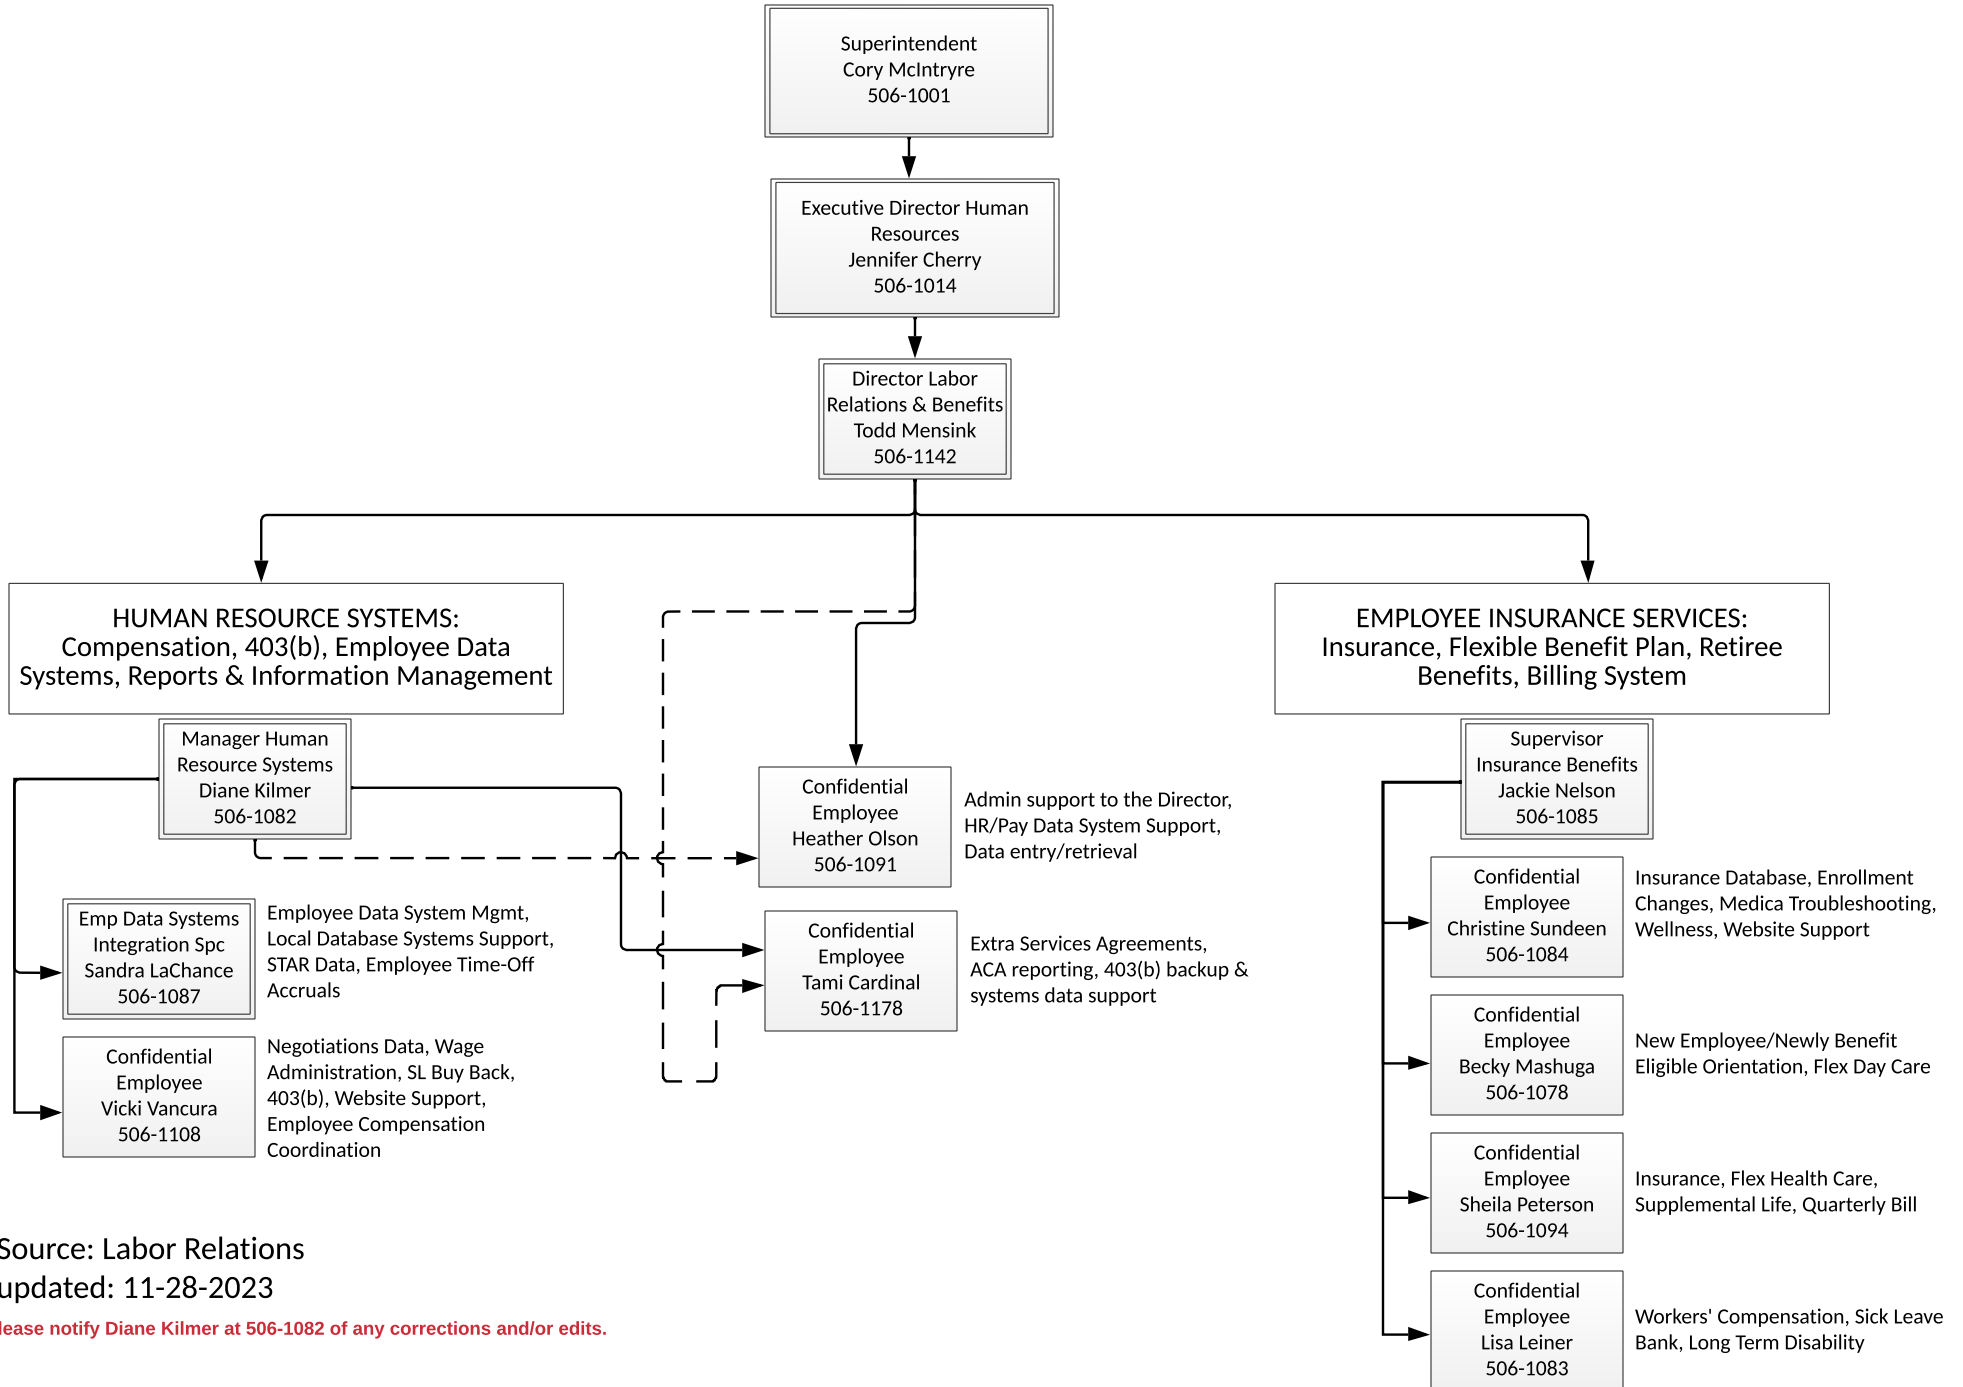 Superintendent
Cory McIntryre
506-1001
Executive Director Human
Resources
Jennifer Cherry
506-1014
Director Labor
Relations & Benefits
Todd Mensink
506-1142
HUMAN RESOURCE SYSTEMS:
Compensation, 403(b), Employee Data
Systems, Reports & Information Management
Manager Human
Resource Systems
Diane Kilmer
506-1082
Emp Data Systems
Integration Spc
Sandra LaChance
506-1087
Employee Data System Mgmt,
Local Database Systems Support,
STAR Data, Employee Time-Off
Accruals
Confidential
Employee
Vicki Vancura
506-1108
Negotiations Data, Wage
Administration, SL Buy Back,
403(b), Website Support,
Employee Compensation
Coordination
Confidential
Employee
Heather Olson
506-1091
Admin support to the Director,
HR/Pay Data System Support,
Data entry/retrieval
Confidential
Employee
Tami Cardinal
506-1178
Extra Services Agreements,
ACA reporting, 403(b) backup &
systems data support
EMPLOYEE INSURANCE SERVICES:
Insurance, Flexible Benefit Plan, Retiree
Benefits, Billing System
Supervisor
Insurance Benefits
Jackie Nelson
506-1085
Confidential
Employee
Christine Sundeen
506-1084
Insurance Database, Enrollment
Changes, Medica Troubleshooting,
Wellness, Website Support
Confidential
Employee
Becky Mashuga
506-1078
New Employee/Newly Benefit
Eligible Orientation, Flex Day Care
Confidential
Employee
Sheila Peterson
506-1094
Insurance, Flex Health Care,
Supplemental Life, Quarterly Bill
Confidential
Employee
Lisa Leiner
506-1083
Workers' Compensation, Sick Leave
Bank, Long Term Disability
Source: Labor Relations
updated: 11-28-2023
lease notify Diane Kilmer at 506-1082 of any corrections and/or edits.